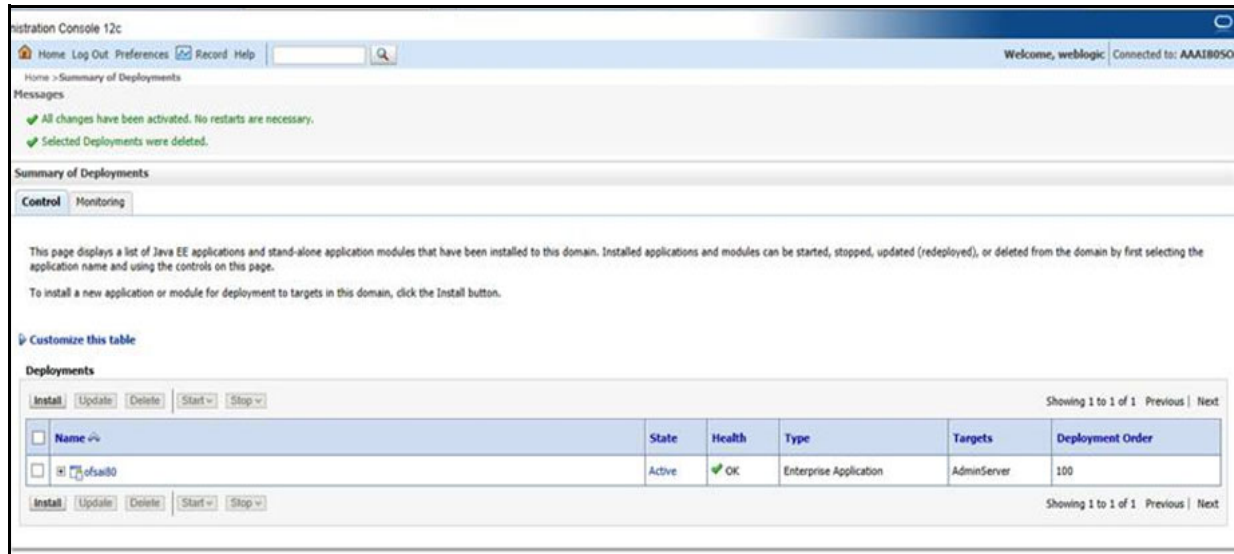 nistration Console 12c
Home Log Out Preferences Record Help
Welcome, weblogic Connected to: AAAI80SO
Home >Summary of Deployments
Messages
All changes have been activated. No restarts are necessary.
Selected Deployments were deleted.
Summary of Deployments
Control Monitoring
This page displays a list of Java EE applications and stand-alone application modules that have been installed to this domain. Installed applications and modules can be started, stopped, updated (redeployed), or deleted from the domain by first selecting the
application name and using the controls on this page.
To install a new application or module for deployment to targets in this domain, click the Install button.
Customize this table
Deployments
Install Update Delete Start Stop
Showing 1 to 1 of 1 Previous | Next
Name State Health Type Targets Deployment Order
ofsai80 Active OK Enterprise Application AdminServer 100
Install Update Delete Start Stop
Showing 1 to 1 of 1 Previous | Next